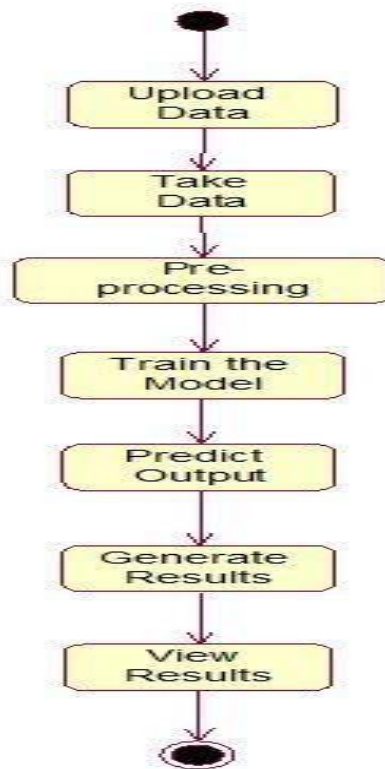 Upload
Data
Take
Data
Pre-
processing
Train the
Model
Predict
Output
Generate
Results
View
Results